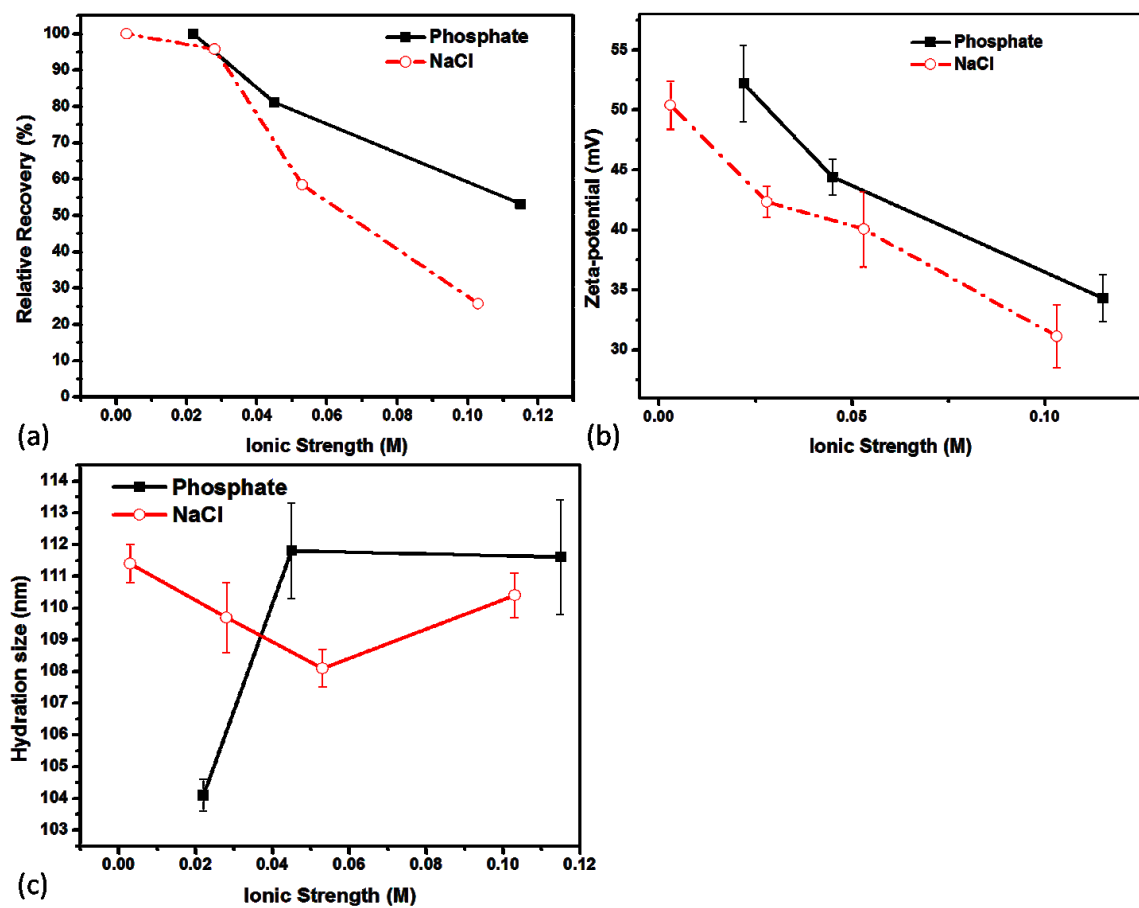 100
90
80
70
60
50
40
30
20
10
0
Relative Recovery (%)
Phosphate
NaCl
0.00 0.02 0.04 0.06 0.08 0.10 0.12
Ionic Strength (M)
(a)
55
50
45
40
35
30
Zeta-potential (mV)
Phosphate
NaCl
0.00 0.05 0.10
Ionic Strength (M)
(b)
114
113
112
111
110
109
108
107
106
105
104
103
Hydration size (nm)
Phosphate
NaCl
0.00 0.02 0.04 0.06 0.08 0.10 0.12
Ionic Strength (M)
(c)